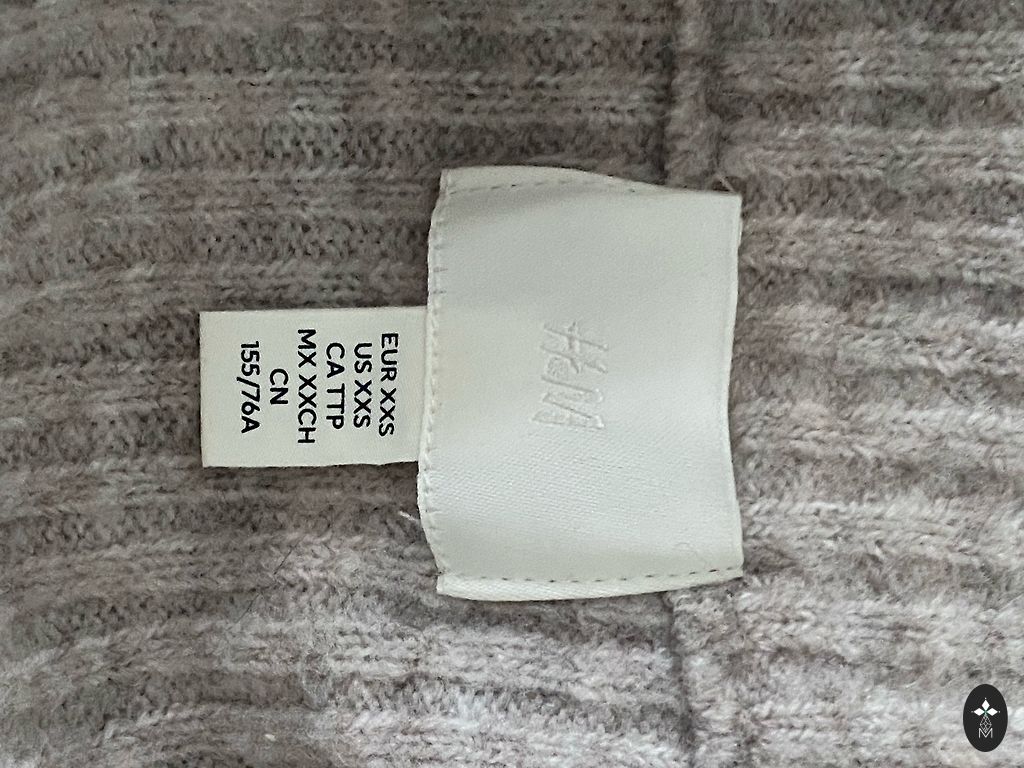 H&M
EUR XXS
US XXS
CA TTP
MX XXCH
CN
155/76A
M